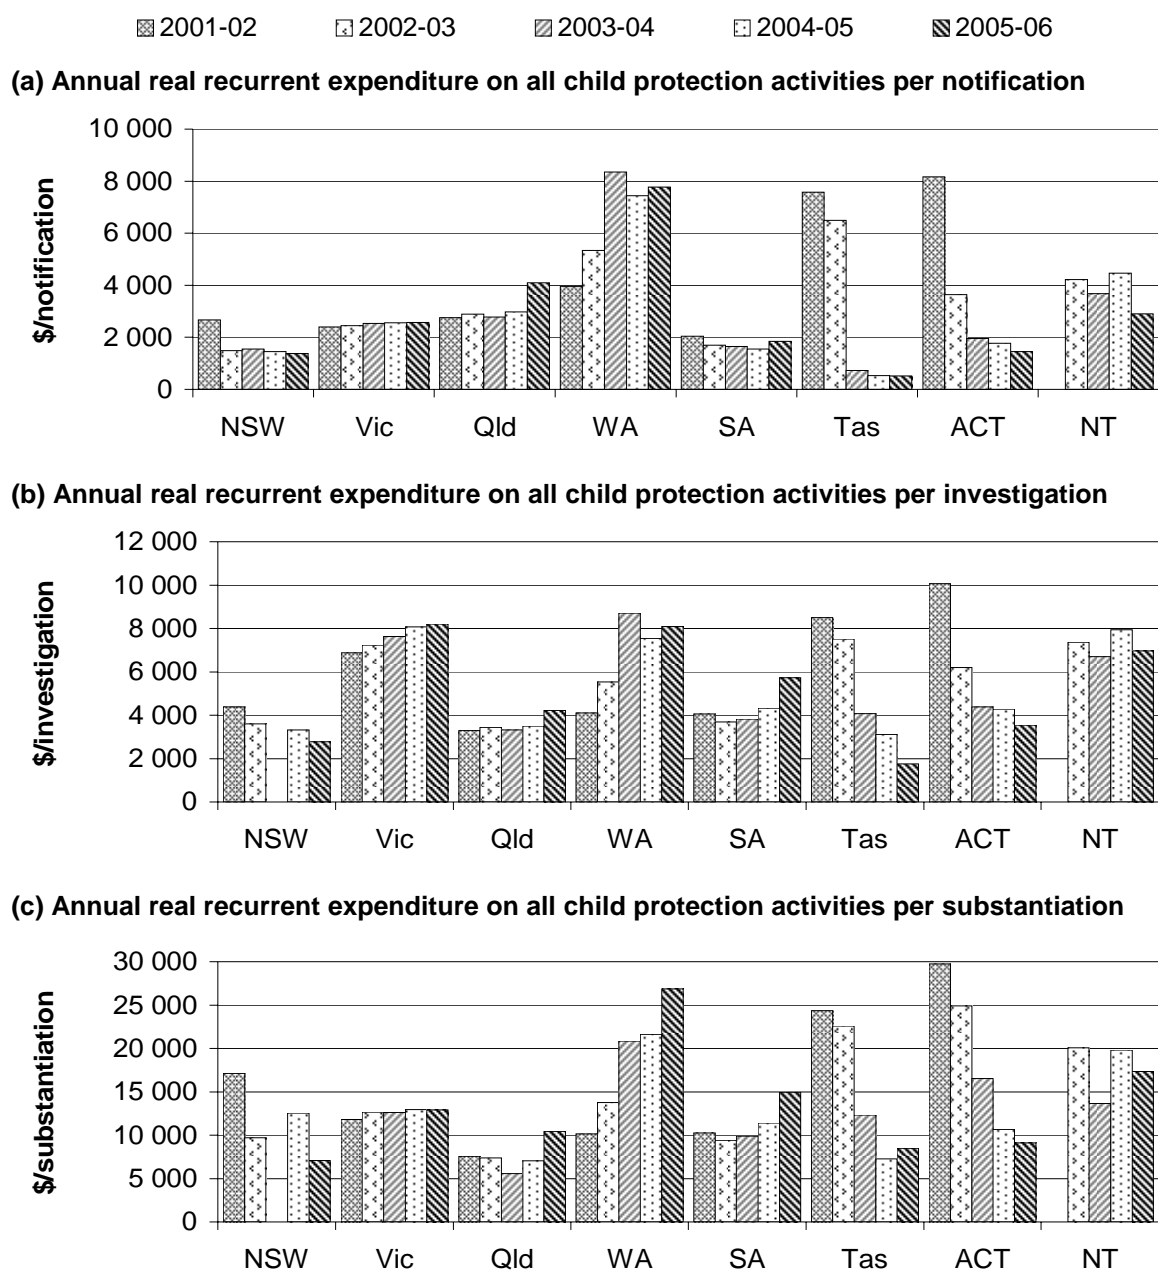 2001-02 2002-03 2003-04 2004-05 2005-06
(a) Annual real recurrent expenditure on all child protection activities per notification
$/notification
10 000
8 000
6 000
4 000
2 000
0
NSW Vic Qld WA SA Tas ACT NT
(b) Annual real recurrent expenditure on all child protection activities per investigation
$/investigation
12 000
10 000
8 000
6 000
4 000
2 000
0
NSW Vic Qld WA SA Tas ACT NT
(c) Annual real recurrent expenditure on all child protection activities per substantiation
$/substantiation
30 000
25 000
20 000
15 000
10 000
5 000
0
NSW Vic Qld WA SA Tas ACT NT